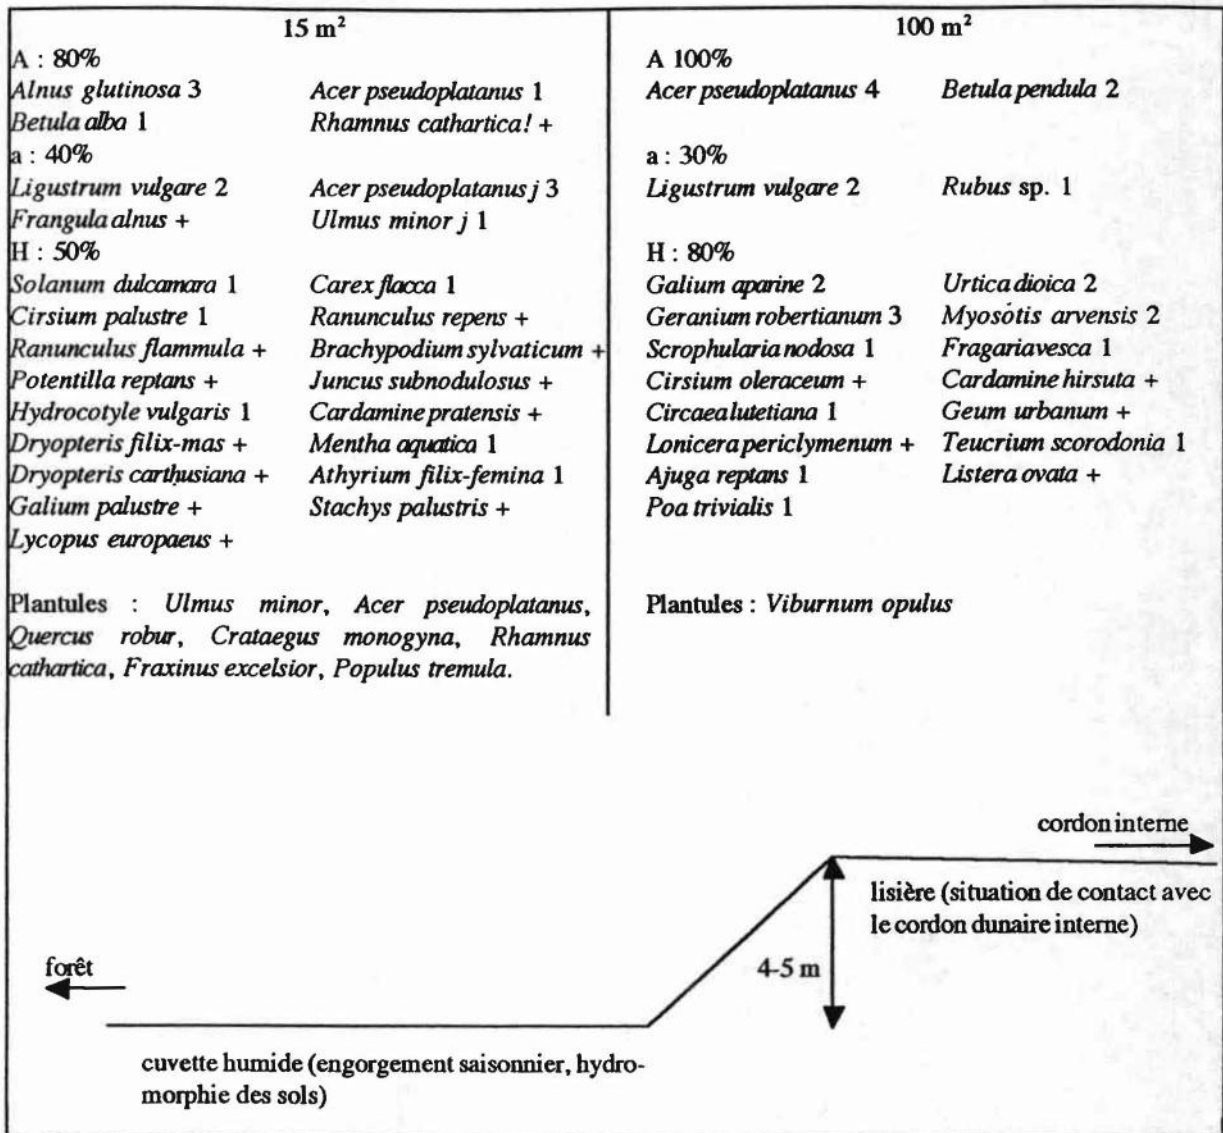 15 m²
A : 80%
Alnus glutinosa 3 Acer pseudoplatanus 1
Betula alba 1 Rhamnus cathartica! +
a : 40%
Ligustrum vulgare 2 Acer pseudoplatanus j 3
Frangula alnus + Ulmus minor j 1
H : 50%
Solanum dulcamara 1 Carex flacca 1
Cirsium palustre 1 Ranunculus repens +
Ranunculus flammula + Brachypodium sylvaticum +
Potentilla reptans + Juncus subnodulosus +
Hydrocotyle vulgaris 1 Cardamine pratensis +
Dryopteris filix-mas + Mentha aquatica 1
Dryopteris carthusiana + Athyrium filix-femina 1
Galium palustre + Stachys palustris +
Lycopus europaeus +
Plantules : Ulmus minor, Acer pseudoplatanus,
Quercus robur, Crataegus monogyna, Rhamnus
cathartica, Fraxinus excelsior, Populus tremula.
100 m²
A 100%
Acer pseudoplatanus 4 Betula pendula 2
a : 30%
Ligustrum vulgare 2 Rubus sp. 1
H : 80%
Galium aparine 2 Urtica dioica 2
Geranium robertianum 3 Myosotis arvensis 2
Scrophularia nodosa 1 Fragaria vesca 1
Cirsium oleraceum + Cardamine hirsuta +
Circaea lutetiana 1 Geum urbanum +
Lonicera periclymenum + Teucrium scorodonia 1
Ajuga reptans 1 Listera ovata +
Poa trivialis 1
Plantules : Viburnum opulus
cordon interne
lisière (situation de contact avec
le cordon dunaire interne)
forêt
4-5 m
cuvette humide (engorgement saisonnier, hydro-
morphie des sols)